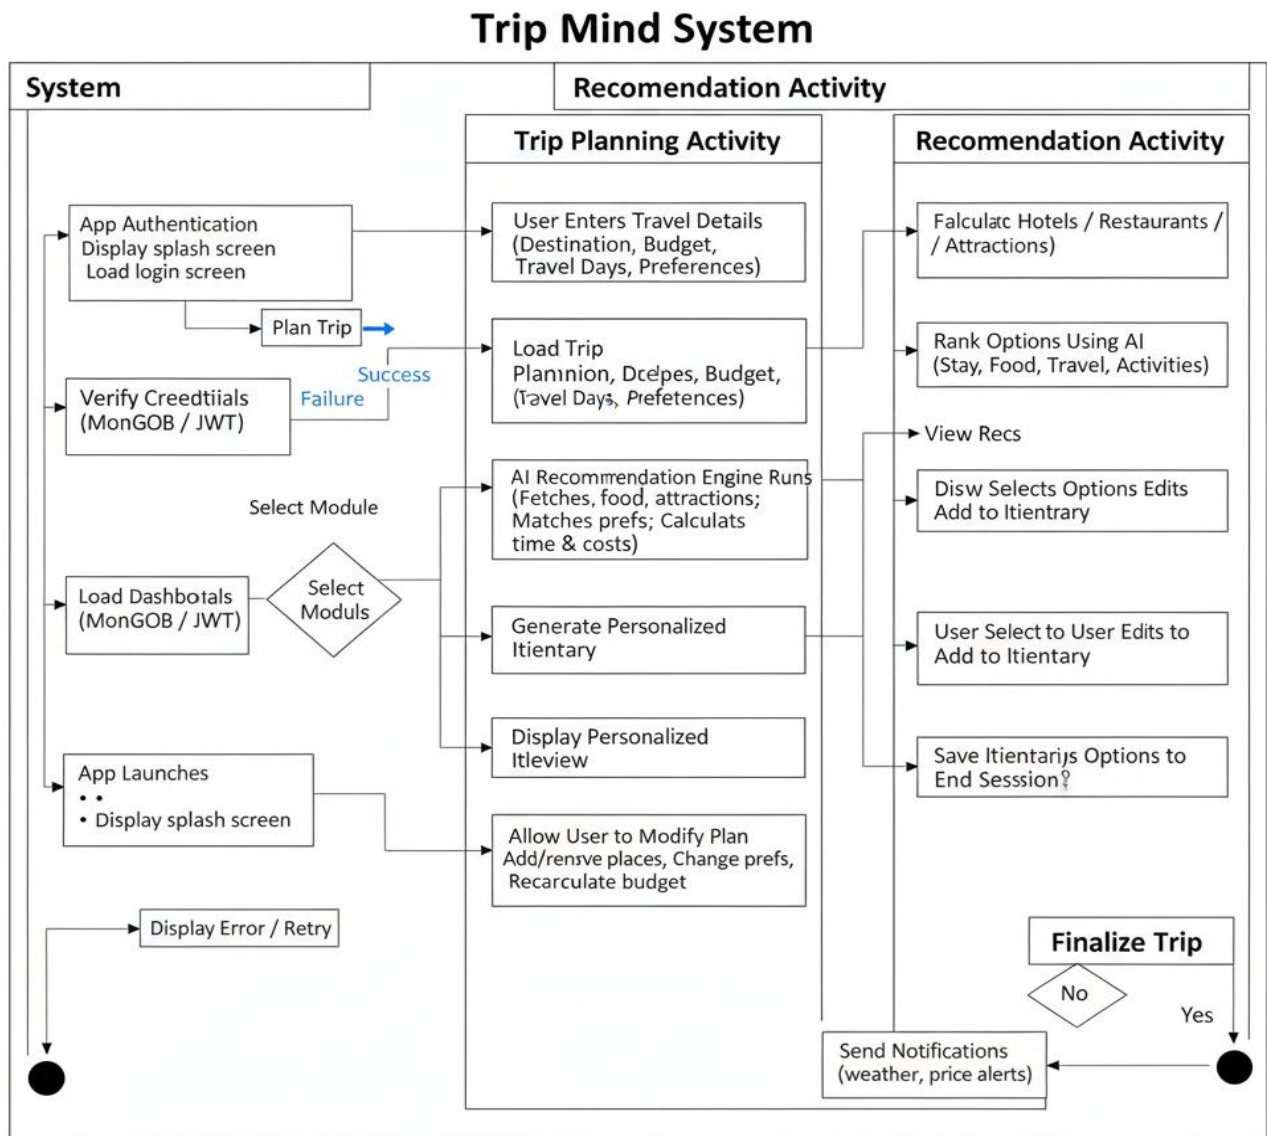 Trip Mind System
System
Recomendation Activity
Trip Planning Activity
Recommendation Activity
App Authentication
Display splash screen
Load login screen
Plan Trip
Success
Failure
Verify Creedtiials
(MonGOB / JWT)
Select Module
Load Dashbotals
(MonGOB / JWT)
Select
Moduls
App Launches
• •
• Display splash screen
Display Error / Retry
User Enters Travel Details
(Destination, Budget,
Travel Days, Preferences)
Load Trip
Budget,
AI Recommendation Engine Runs
(Fetches, food, attractions;
Matches prefs; Calculats
time & costs)
Generate Personalized
Itientary
Display Personalized
Itleview
Allow User to Modify Plan
places, Change prefs,
Recarculate budget
Hotels / Restaurants /
/ Attractions)
Rank Options Using AI
(Stay, Food, Travel, Activities)
View Recs
Disw Selects Options Edits
Add to Itientrary
User Select to User Edits to
Add to Itientary
Save Options to
End
Finalize Trip
No
Yes
Send Notifications
(weather, price alerts)